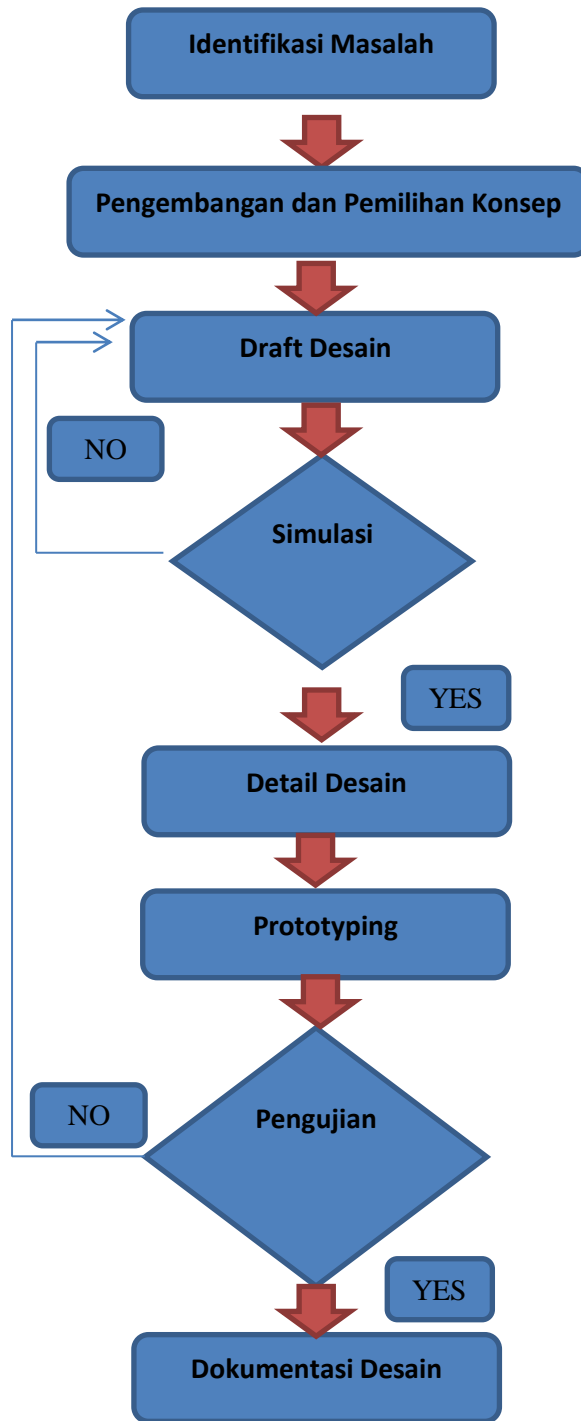 Identifikasi Masalah
Pengembangan dan Pemilihan Konsep
Draft Desain
NO
Simulasi
YES
Detail Desain
Prototyping
NO
Pengujian
YES
Dokumentasi Desain